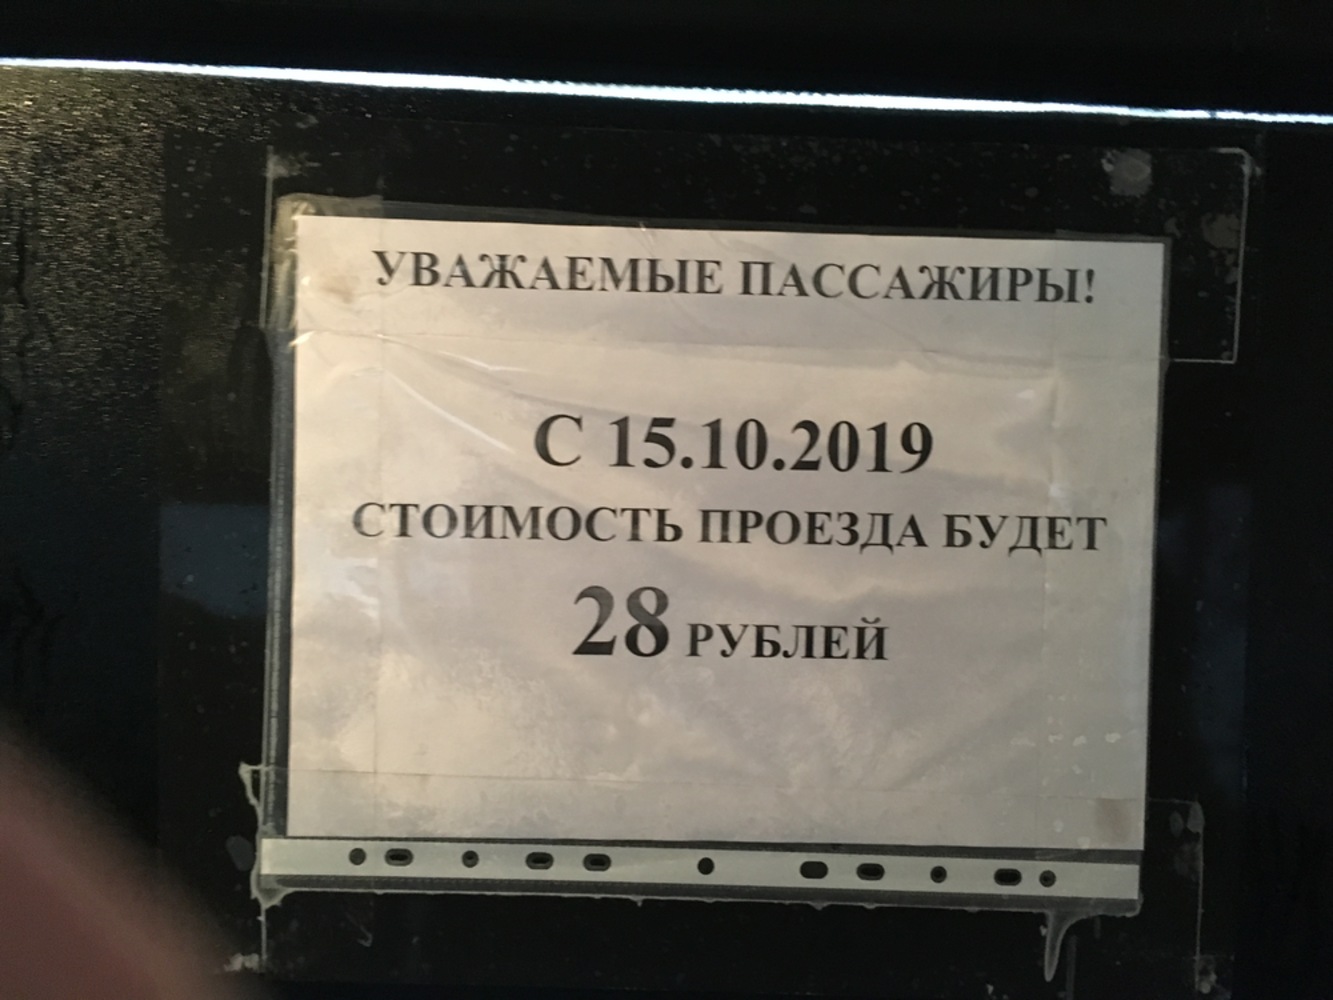 УВАЖАЕМЫЕ ПАССАЖИРЫ!
С 15.10.2019
СТОИМОСТЬ ПРОЕЗДА БУДЕТ
28 РУБЛЕЙ